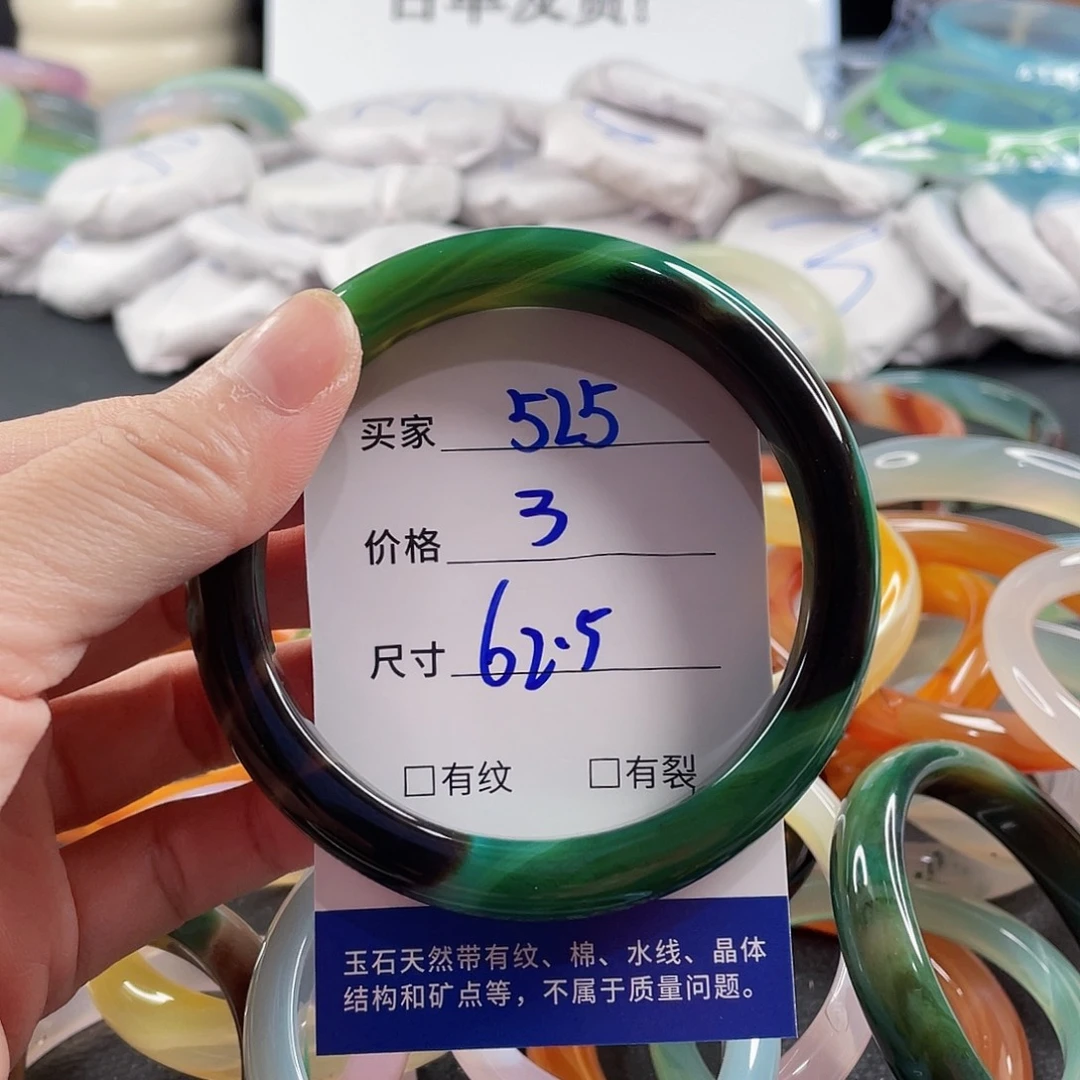 买家 525
价格 3
尺寸 62.5
□有纹 □有裂
玉石天然带有纹、棉、水线、晶体
结构和矿点等，不属于质量问题。